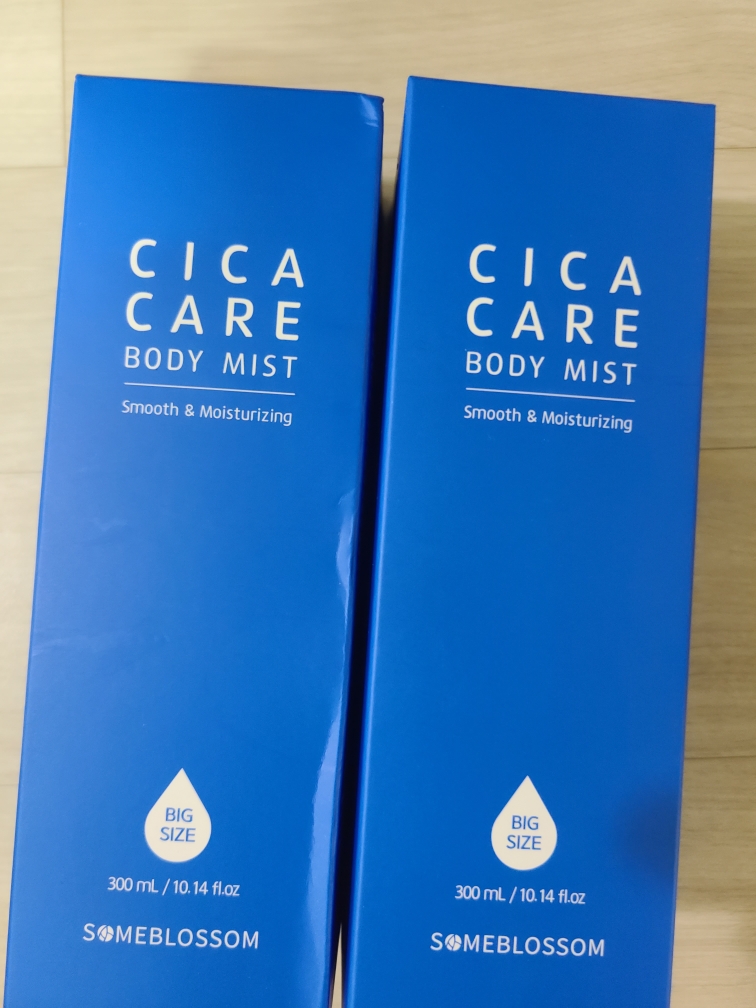 CICA
CARE
BODY MIST
Smooth & Moisturizing
BIG
SIZE
300 mL / 10.14 fl.oz
SOMEBLOSSOM
CICA
CARE
BODY MIST
Smooth & Moisturizing
BIG
SIZE
300 mL / 10.14 fl.oz
SOMEBLOSSOM